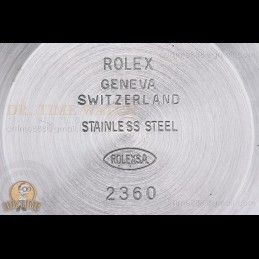 ROLEX
GENEVA
SWITZERLAND
STAINLESS STEEL
ROLEXSA
2360